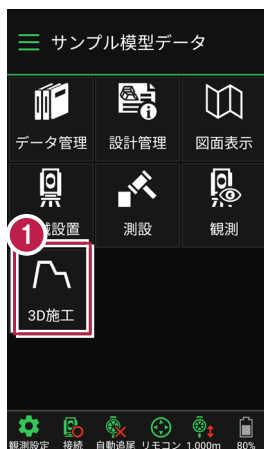 サンプル模型データ
データ管理 設計管理 図面表示
械設置 測設 観測
1
3D施工
観測設定 接続 自動追尾 リモコン 1.000m 80%